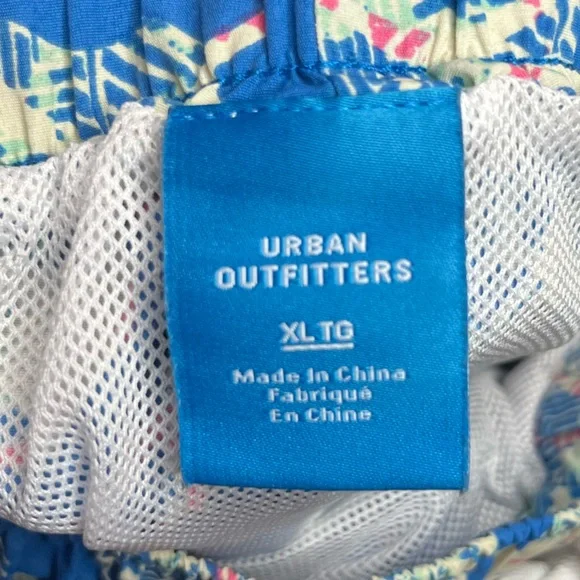 URBAN
OUTFITTERS
XL TG
Made In China
Fabriqué
En Chine